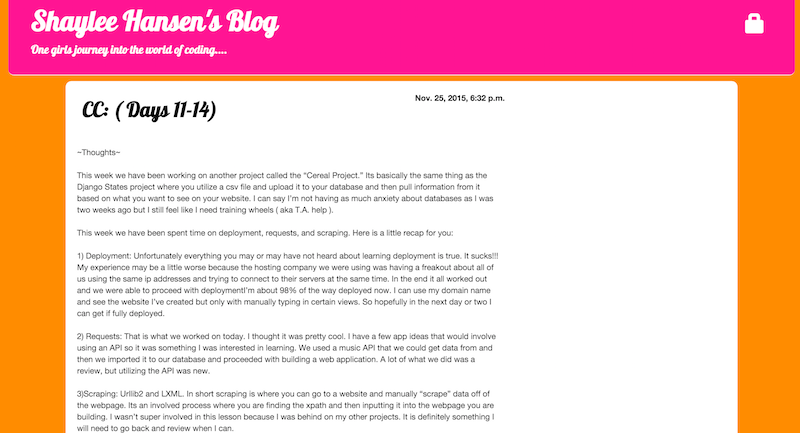 Shaylee Hansen's Blog
One girls journey into the world of coding....
Nov. 25, 2015, 6:32 p.m.
CC: ( Days 11-14)
~Thoughts~
This week we have been working on another project called the “Cereal Project.” Its basically the same thing as the
Django States project where you utilize a csv file and upload it to your database and then pull information from it
based on what you want to see on your website. I can say I’m not having as much anxiety about databases as I was
two weeks ago but I still feel like I need training wheels ( aka T.A. help ).
This week we have been spent time on deployment, requests, and scraping. Here is a little recap for you:
1) Deployment: Unfortunately everything you may or may have not heard about learning deployment is true. It sucks!!!
My experience may be a little worse because the hosting company we were using was having a freakout about all of
us using the same ip addresses and trying to connect to their servers at the same time. In the end it all worked out
and we were able to proceed with deploymentI’m about 98% of the way deployed now. I can use my domain name
and see the website I’ve created but only with manually typing in certain views. So hopefully in the next day or two I
can get if fully deployed.
2) Requests: That is what we worked on today. I thought it was pretty cool. I have a few app ideas that would involve
using an API so it was something I was interested in learning. We used a music API that we could get data from and
then we imported it to our database and proceeded with building a web application. A lot of what we did was a
review, but utilizing the API was new.
3)Scraping: Urllib2 and LXML. In short scraping is where you can go to a website and manually “scrape” data off of
the webpage. Its an involved process where you are finding the xpath and then inputting it into the webpage you are
building. I wasn’t super involved in this lesson because I was behind on my other projects. It is definitely something I
will need to go back and review when I can.